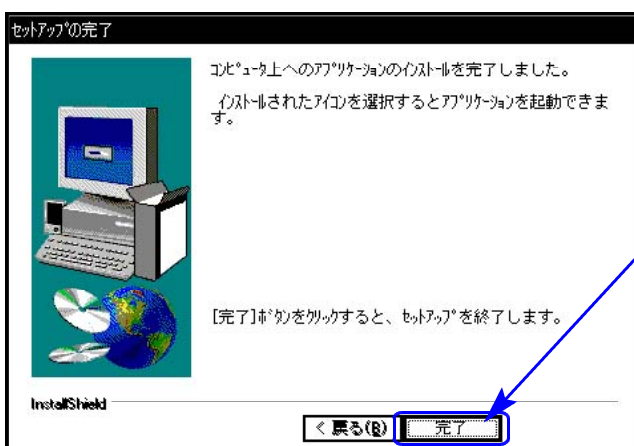 ｾｯﾄｱｯﾌﾟの完了
ｺﾝﾋﾟｭｰﾀ上へのｱﾌﾟﾘｹｰｼｮﾝのｲﾝｽﾄｰﾙを完了しました。
ｲﾝｽﾄｰﾙされたｱｲｺﾝを選択するとｱﾌﾟﾘｹｰｼｮﾝを起動できま
す。
[完了]ﾎﾞﾀﾝをｸﾘｯｸすると、ｾｯﾄｱｯﾌﾟを終了します。
InstallShield
< 戻る(B)
完了